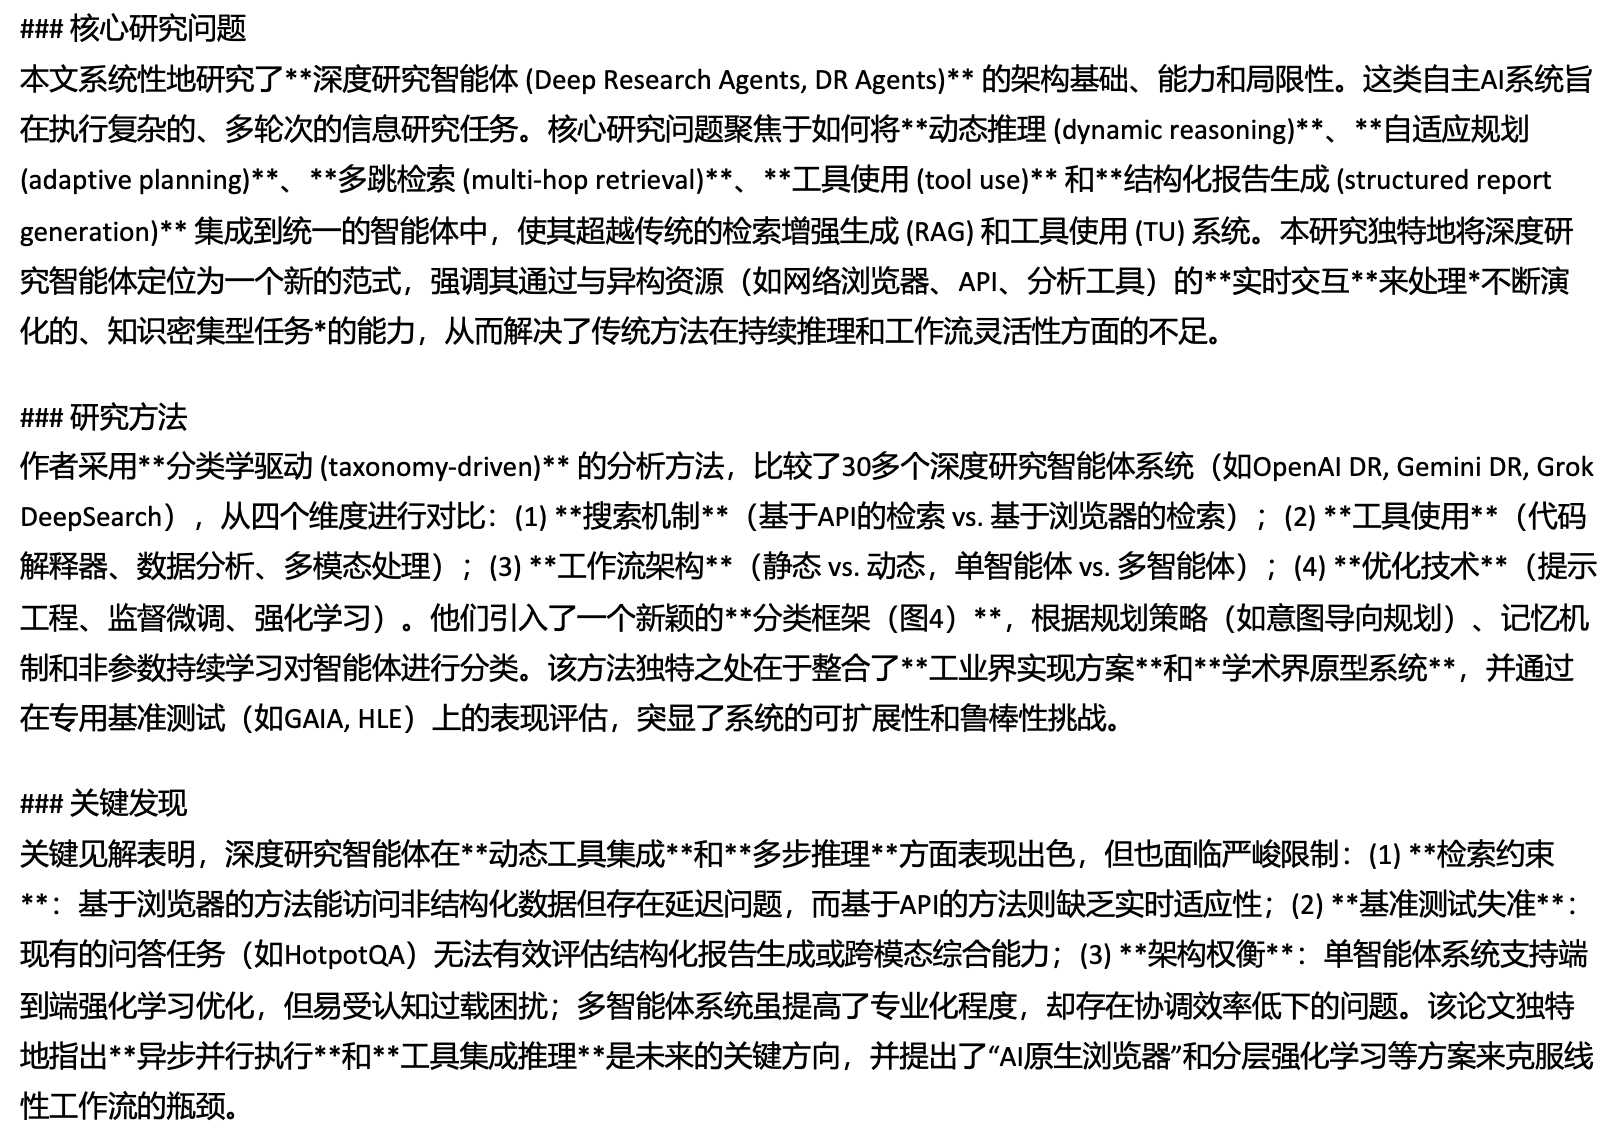 ### 核心研究问题
本文系统性地研究了**深度研究智能体 (Deep Research Agents, DR Agents)** 的架构基础、能力和局限性。这类自主AI系统旨
在执行复杂的、多轮次的信息研究任务。核心研究问题聚焦于如何将**动态推理 (dynamic reasoning)**、**自适应规划
(adaptive planning)**、**多跳检索 (multi-hop retrieval)**、**工具使用 (tool use)** 和**结构化报告生成 (structured report
generation)** 集成到统一的智能体中，使其超越传统的检索增强生成 (RAG) 和工具使用 (TU) 系统。本研究独特地将深度研
究智能体定位为一个新的范式，强调其通过与异构资源（如网络浏览器、API、分析工具）的**实时交互**来处理*不断演
化的、知识密集型任务*的能力，从而解决了传统方法在持续推理和工作流灵活性方面的不足。
### 研究方法
作者采用**分类学驱动 (taxonomy-driven)** 的分析方法，比较了30多个深度研究智能体系统（如OpenAI DR, Gemini DR, Grok
DeepSearch），从四个维度进行对比：(1) **搜索机制**（基于API的检索 vs. 基于浏览器的检索）；(2) **工具使用**（代码
解释器、数据分析、多模态处理）；(3) **工作流架构**（静态 vs. 动态，单智能体 vs. 多智能体）；(4) **优化技术**（提示
工程、监督微调、强化学习）。他们引入了一个新颖的**分类框架（图4）**，根据规划策略（如意图导向规划）、记忆机
制和非参数持续学习对智能体进行分类。该方法独特之处在于整合了**工业界实现方案**和**学术界原型系统**，并通过
在专用基准测试（如GAIA, HLE）上的表现评估，突显了系统的可扩展性和鲁棒性挑战。
### 关键发现
关键见解表明，深度研究智能体在**动态工具集成**和**多步推理**方面表现出色，但也面临严峻限制：(1) **检索约束
**：基于浏览器的方法能访问非结构化数据但存在延迟问题，而基于API的方法则缺乏实时适应性；(2) **基准测试失准**：
现有的问答任务（如HotpotQA）无法有效评估结构化报告生成或跨模态综合能力；(3) **架构权衡**：单智能体系统支持端
到端强化学习优化，但易受认知过载困扰；多智能体系统虽提高了专业化程度，却存在协调效率低下的问题。该论文独特
地指出**异步并行执行**和**工具集成推理**是未来的关键方向，并提出了“AI原生浏览器”和分层强化学习等方案来克服线
性工作流的瓶颈。